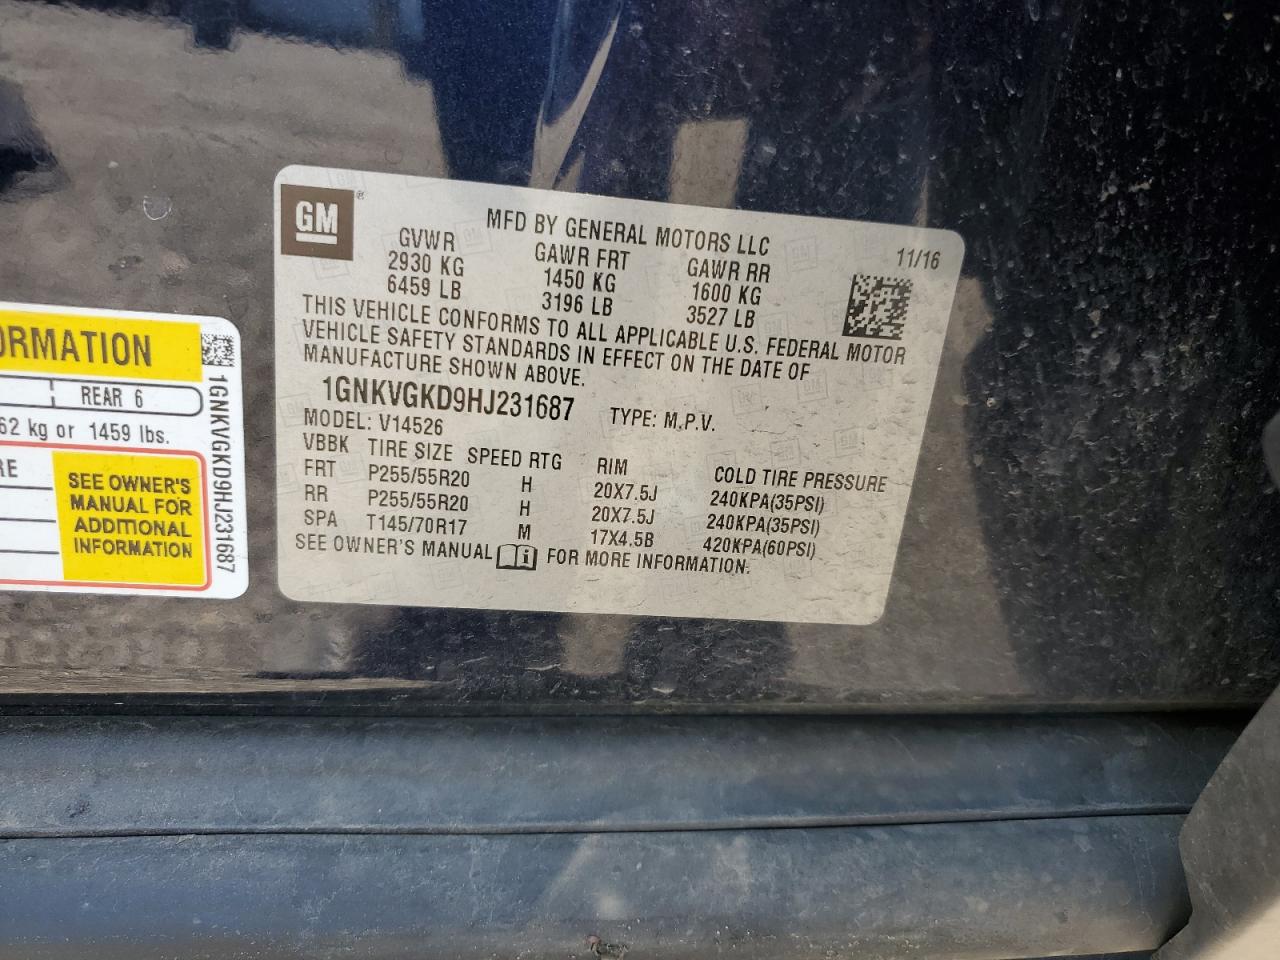 GM ®
MFD BY GENERAL MOTORS LLC
11/16
GVWR GAWR FRT GAWR RR
2930 KG 1450 KG 1600 KG
6459 LB 3196 LB 3527 LB
THIS VEHICLE CONFORMS TO ALL APPLICABLE U.S. FEDERAL MOTOR
VEHICLE SAFETY STANDARDS IN EFFECT ON THE DATE OF
MANUFACTURE SHOWN ABOVE.
1GNKVGKD9HJ231687 TYPE: M.P.V.
MODEL: V14526
VBBK TIRE SIZE SPEED RTG RIM COLD TIRE PRESSURE
FRT P255/55R20 H 20X7.5J 240KPA(35PSI)
RR P255/55R20 H 20X7.5J 240KPA(35PSI)
SPA T145/70R17 M 17X4.5B 420KPA(60PSI)
SEE OWNER'S MANUAL FOR MORE INFORMATION.
ORMATION
REAR 6
62 kg or 1459 lbs.
RE
SEE OWNER'S
MANUAL FOR
ADDITIONAL
INFORMATION
1GNKVGKD9HJ231687